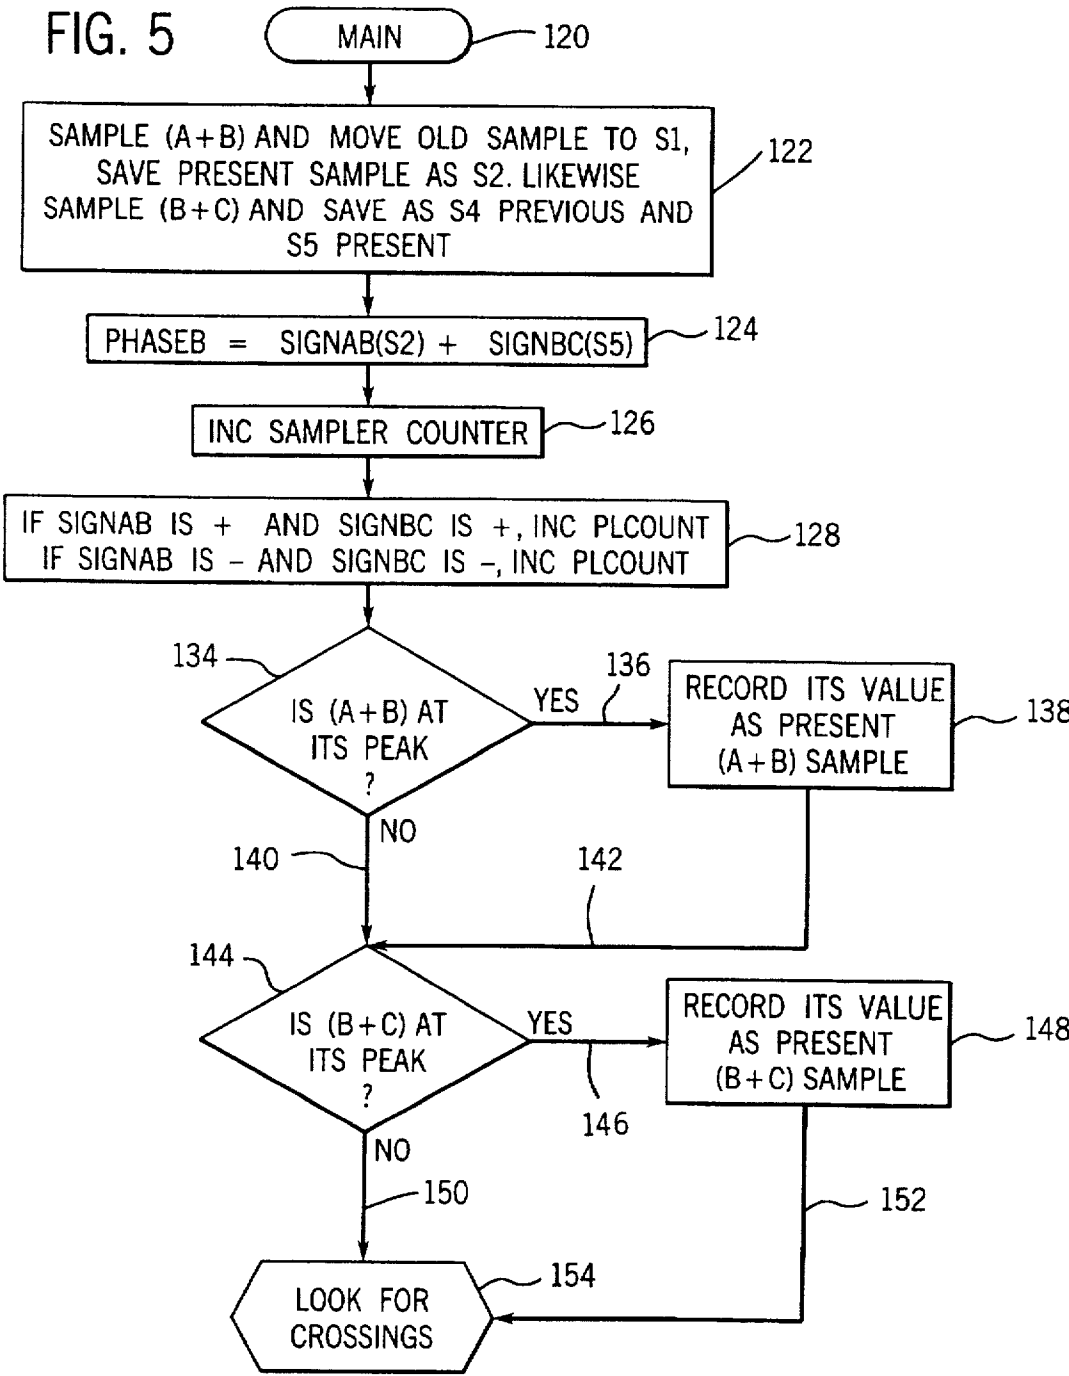 FIG. 5
MAIN
120
SAMPLE (A+B) AND MOVE OLD SAMPLE TO S1,
SAVE PRESENT SAMPLE AS S2. LIKEWISE
SAMPLE (B+C) AND SAVE AS S4 PREVIOUS AND
S5 PRESENT
122
PHASEB = SIGNAB(S2) + SIGNBC(S5)
124
INC SAMPLER COUNTER
126
IF SIGNAB IS + AND SIGNBC IS +, INC PLCOUNT
IF SIGNAB IS – AND SIGNBC IS –, INC PLCOUNT
128
134
IS (A+B) AT
ITS PEAK
?
YES
136
RECORD ITS VALUE
AS PRESENT
(A+B) SAMPLE
138
NO
140
142
144
IS (B+C) AT
ITS PEAK
?
YES
146
RECORD ITS VALUE
AS PRESENT
(B+C) SAMPLE
148
NO
150
152
LOOK FOR
CROSSINGS
154